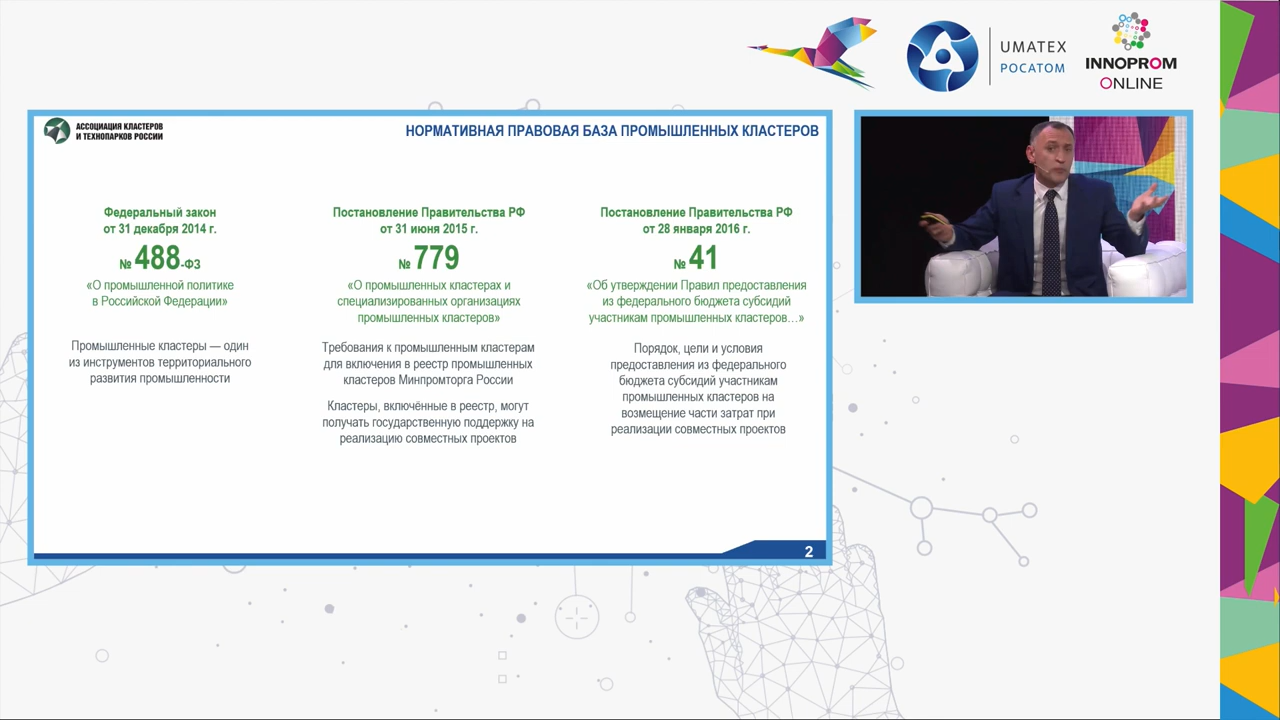 UMATEX
РОСАТОМ
INNOPROM
ONLINE
АССОЦИАЦИЯ КЛАСТЕРОВ
И ТЕХНОПАРКОВ РОССИИ
НОРМАТИВНАЯ ПРАВОВАЯ БАЗА ПРОМЫШЛЕННЫХ КЛАСТЕРОВ
Федеральный закон
от 31 декабря 2014 г.
№ 488-ФЗ
«О промышленной политике
в Российской Федерации»
Промышленные кластеры — один
из инструментов территориального
развития промышленности
Постановление Правительства РФ
от 31 июня 2015 г.
№ 779
«О промышленных кластерах и
специализированных организациях
промышленных кластеров»
Требования к промышленным кластерам
для включения в реестр промышленных
кластеров Минпромторга России
Кластеры, включённые в реестр, могут
получать государственную поддержку на
реализацию совместных проектов
Постановление Правительства РФ
от 28 января 2016 г.
№ 41
«Об утверждении Правил предоставления
из федерального бюджета субсидий
участникам промышленных кластеров…»
Порядок, цели и условия
предоставления из федерального
бюджета субсидий участникам
промышленных кластеров на
возмещение части затрат при
реализации совместных проектов
2